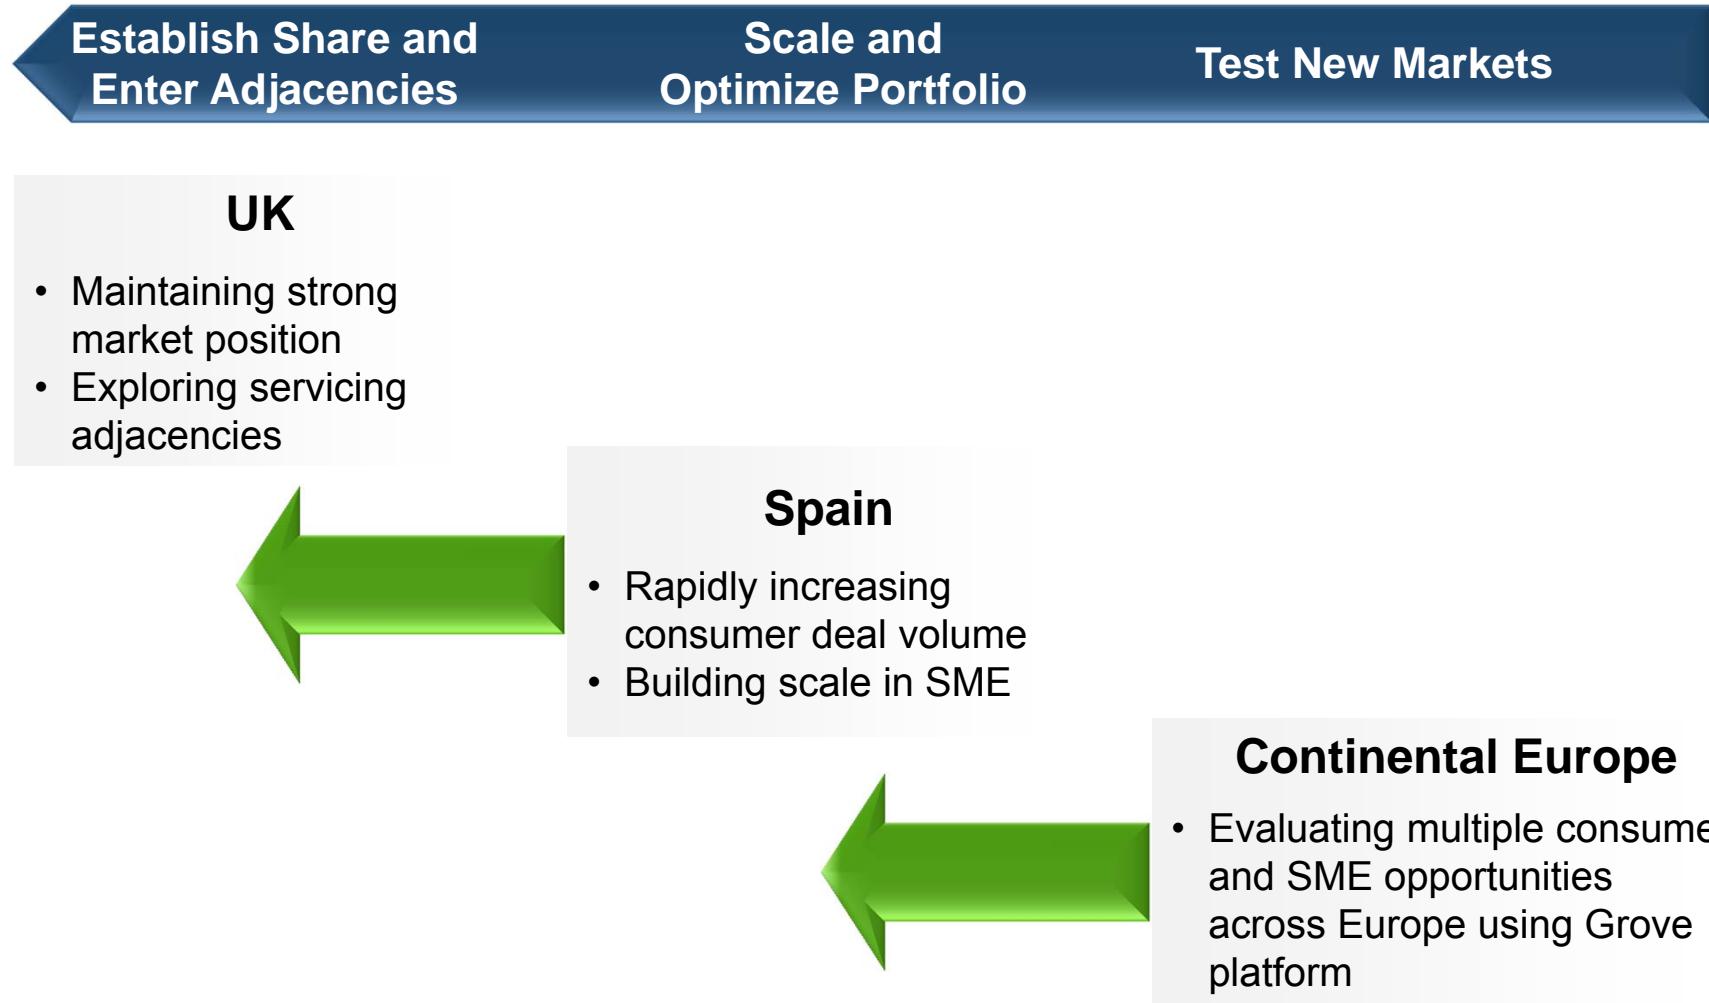 Establish Share and
Enter Adjacencies
Scale and
Optimize Portfolio
Test New Markets
UK
• Maintaining strong
market position
• Exploring servicing
adjacencies
Spain
• Rapidly increasing
consumer deal volume
• Building scale in SME
Continental Europe
• Evaluating multiple consume
and SME opportunities
across Europe using Grove
platform